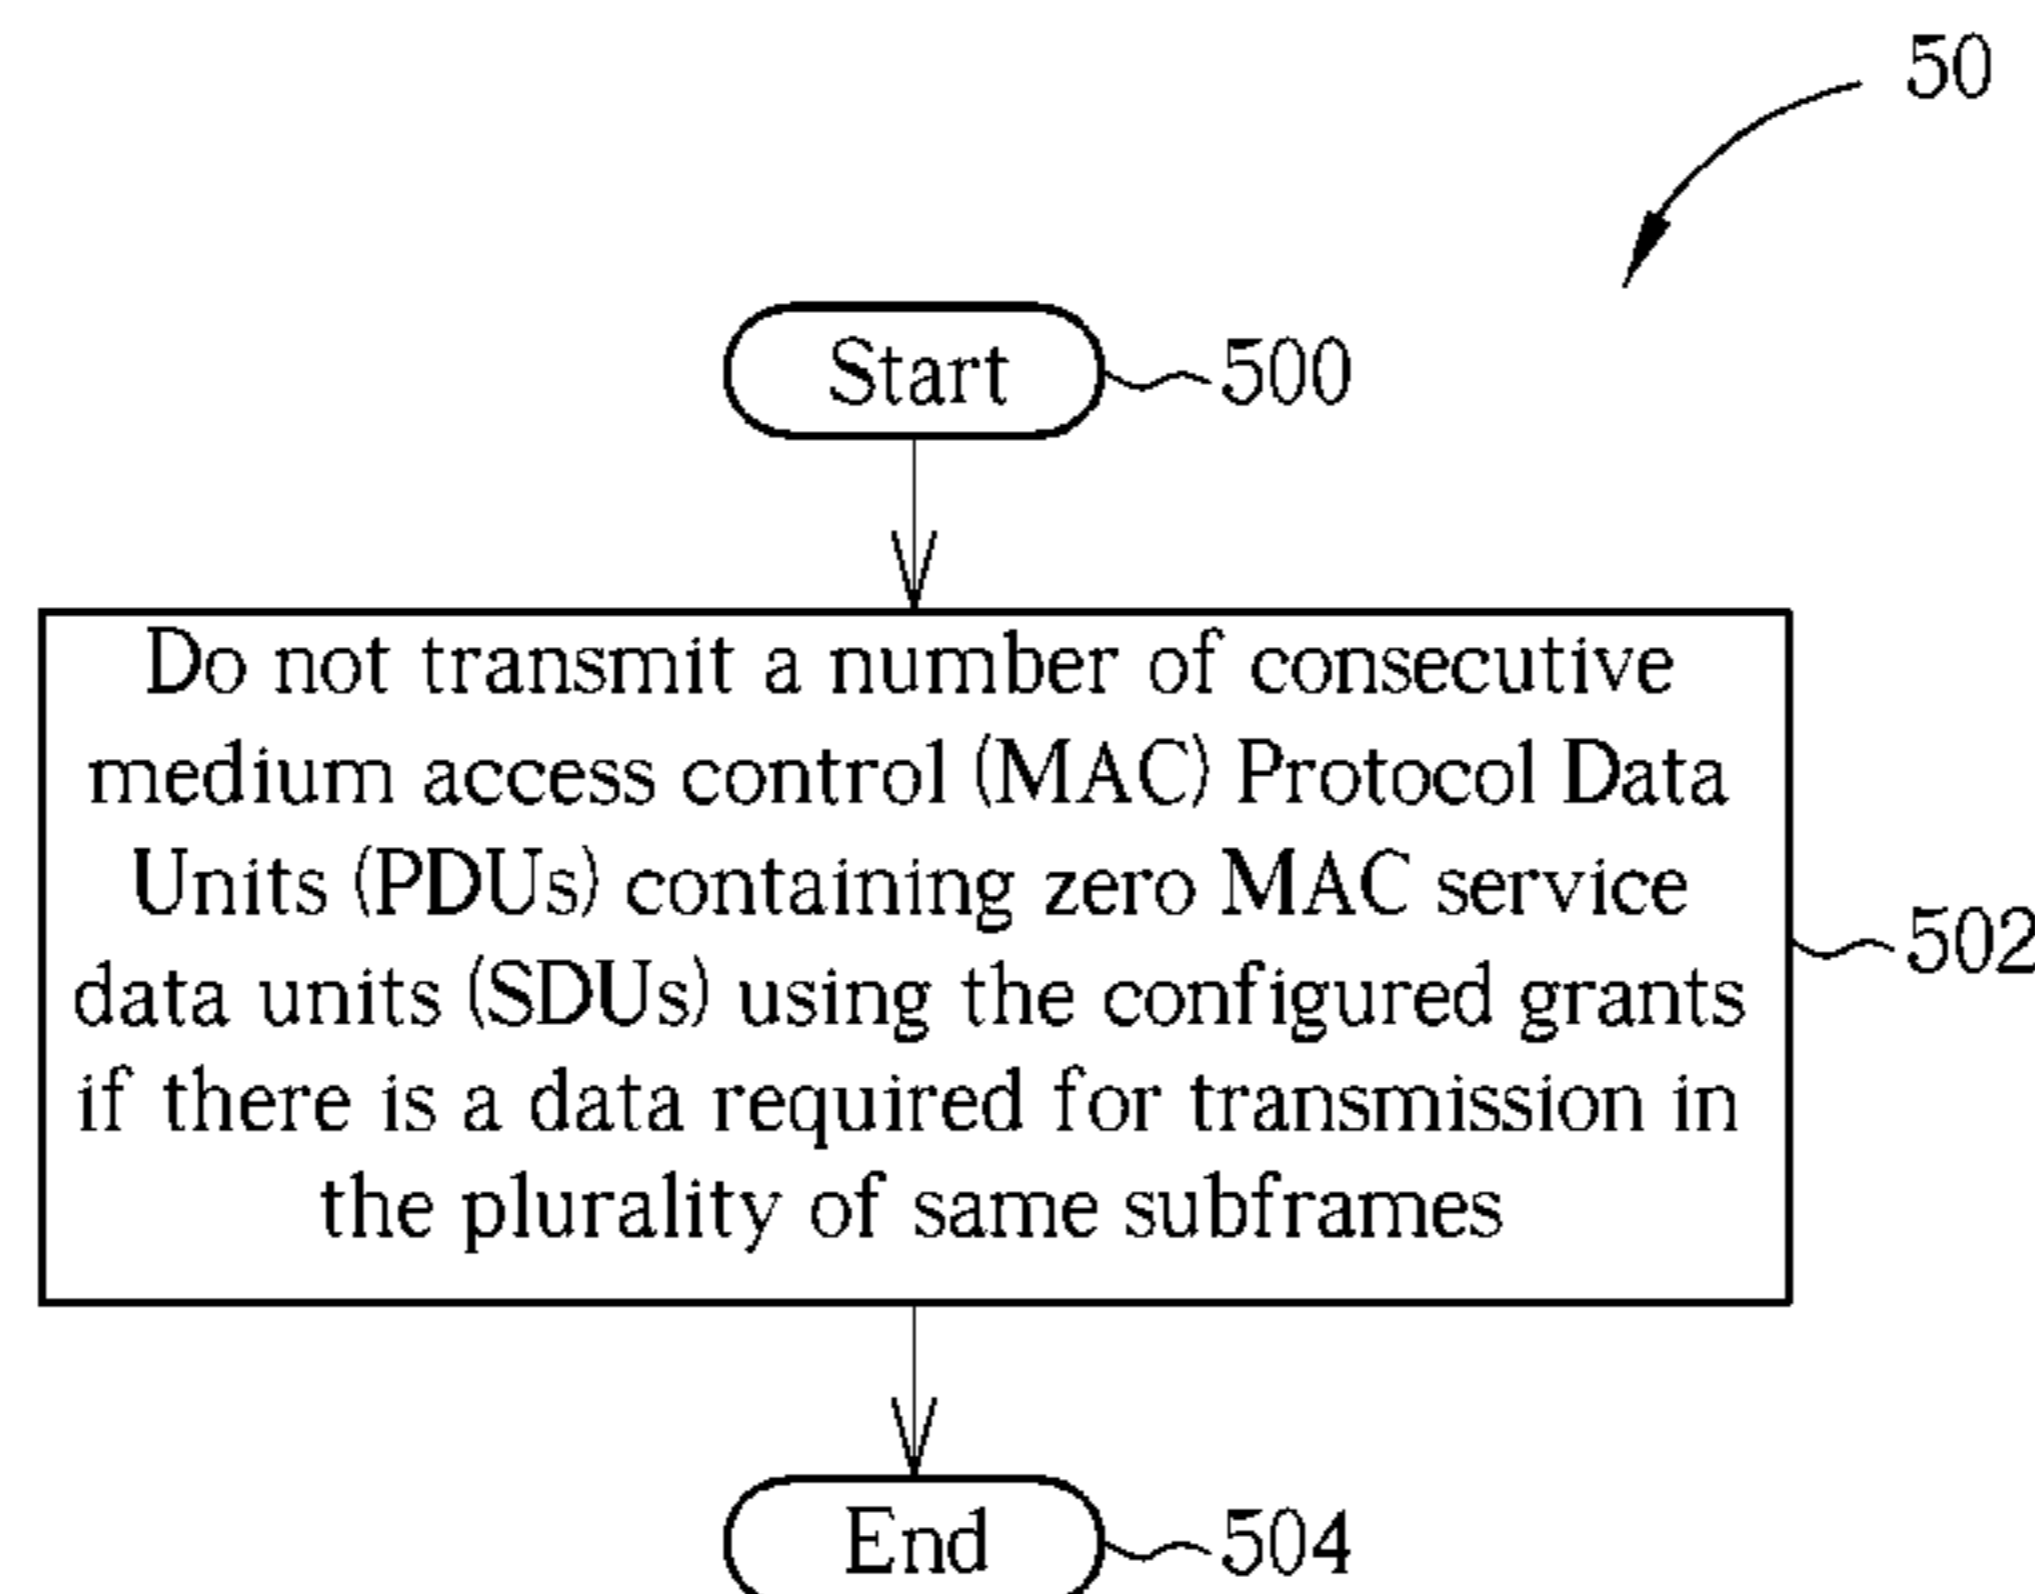 50
Start
500
Do not transmit a number of consecutive
medium access control (MAC) Protocol Data
Units (PDUs) containing zero MAC service
data units (SDUs) using the configured grants
if there is a data required for transmission in
the plurality of same subframes
502
End
504